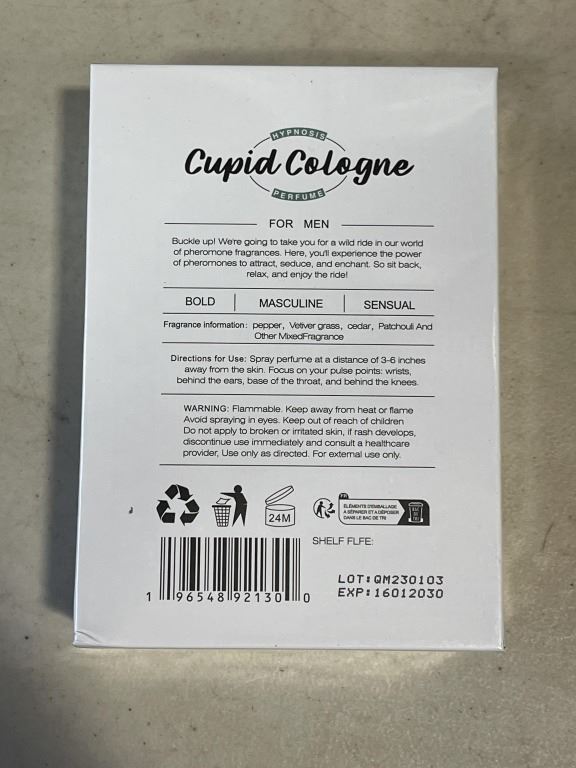 HYPNOSIS
Cupid Cologne
PERFUME
FOR MEN
Buckle up! We're going to take you for a wild ride in our world
of pheromone fragrances. Here, you'll experience the power
of pheromones to attract, seduce, and enchant. So sit back,
relax, and enjoy the ride!
BOLD MASCULINE SENSUAL
Fragrance information: pepper, Vetiver grass, cedar, Patchouli And
Other MixedFragrance
Directions for Use: Spray perfume at a distance of 3-6 inches
away from the skin. Focus on your pulse points: wrists,
behind the ears, base of the throat, and behind the knees.
WARNING: Flammable. Keep away from heat or flame
Avoid spraying in eyes. Keep out of reach of children
Do not apply to broken or irritated skin, if rash develops,
discontinue use immediately and consult a healthcare
provider, Use only as directed. For external use only.
24M
FR
ÉLÉMENTS D'EMBALLAGE
À SÉPARER ET À DÉPOSER
DANS LE BAC DE TRI
BAC
DE
TRI
SHELF FLFE:
LOT:QM230103
EXP:16012030
1 96548 92130 0